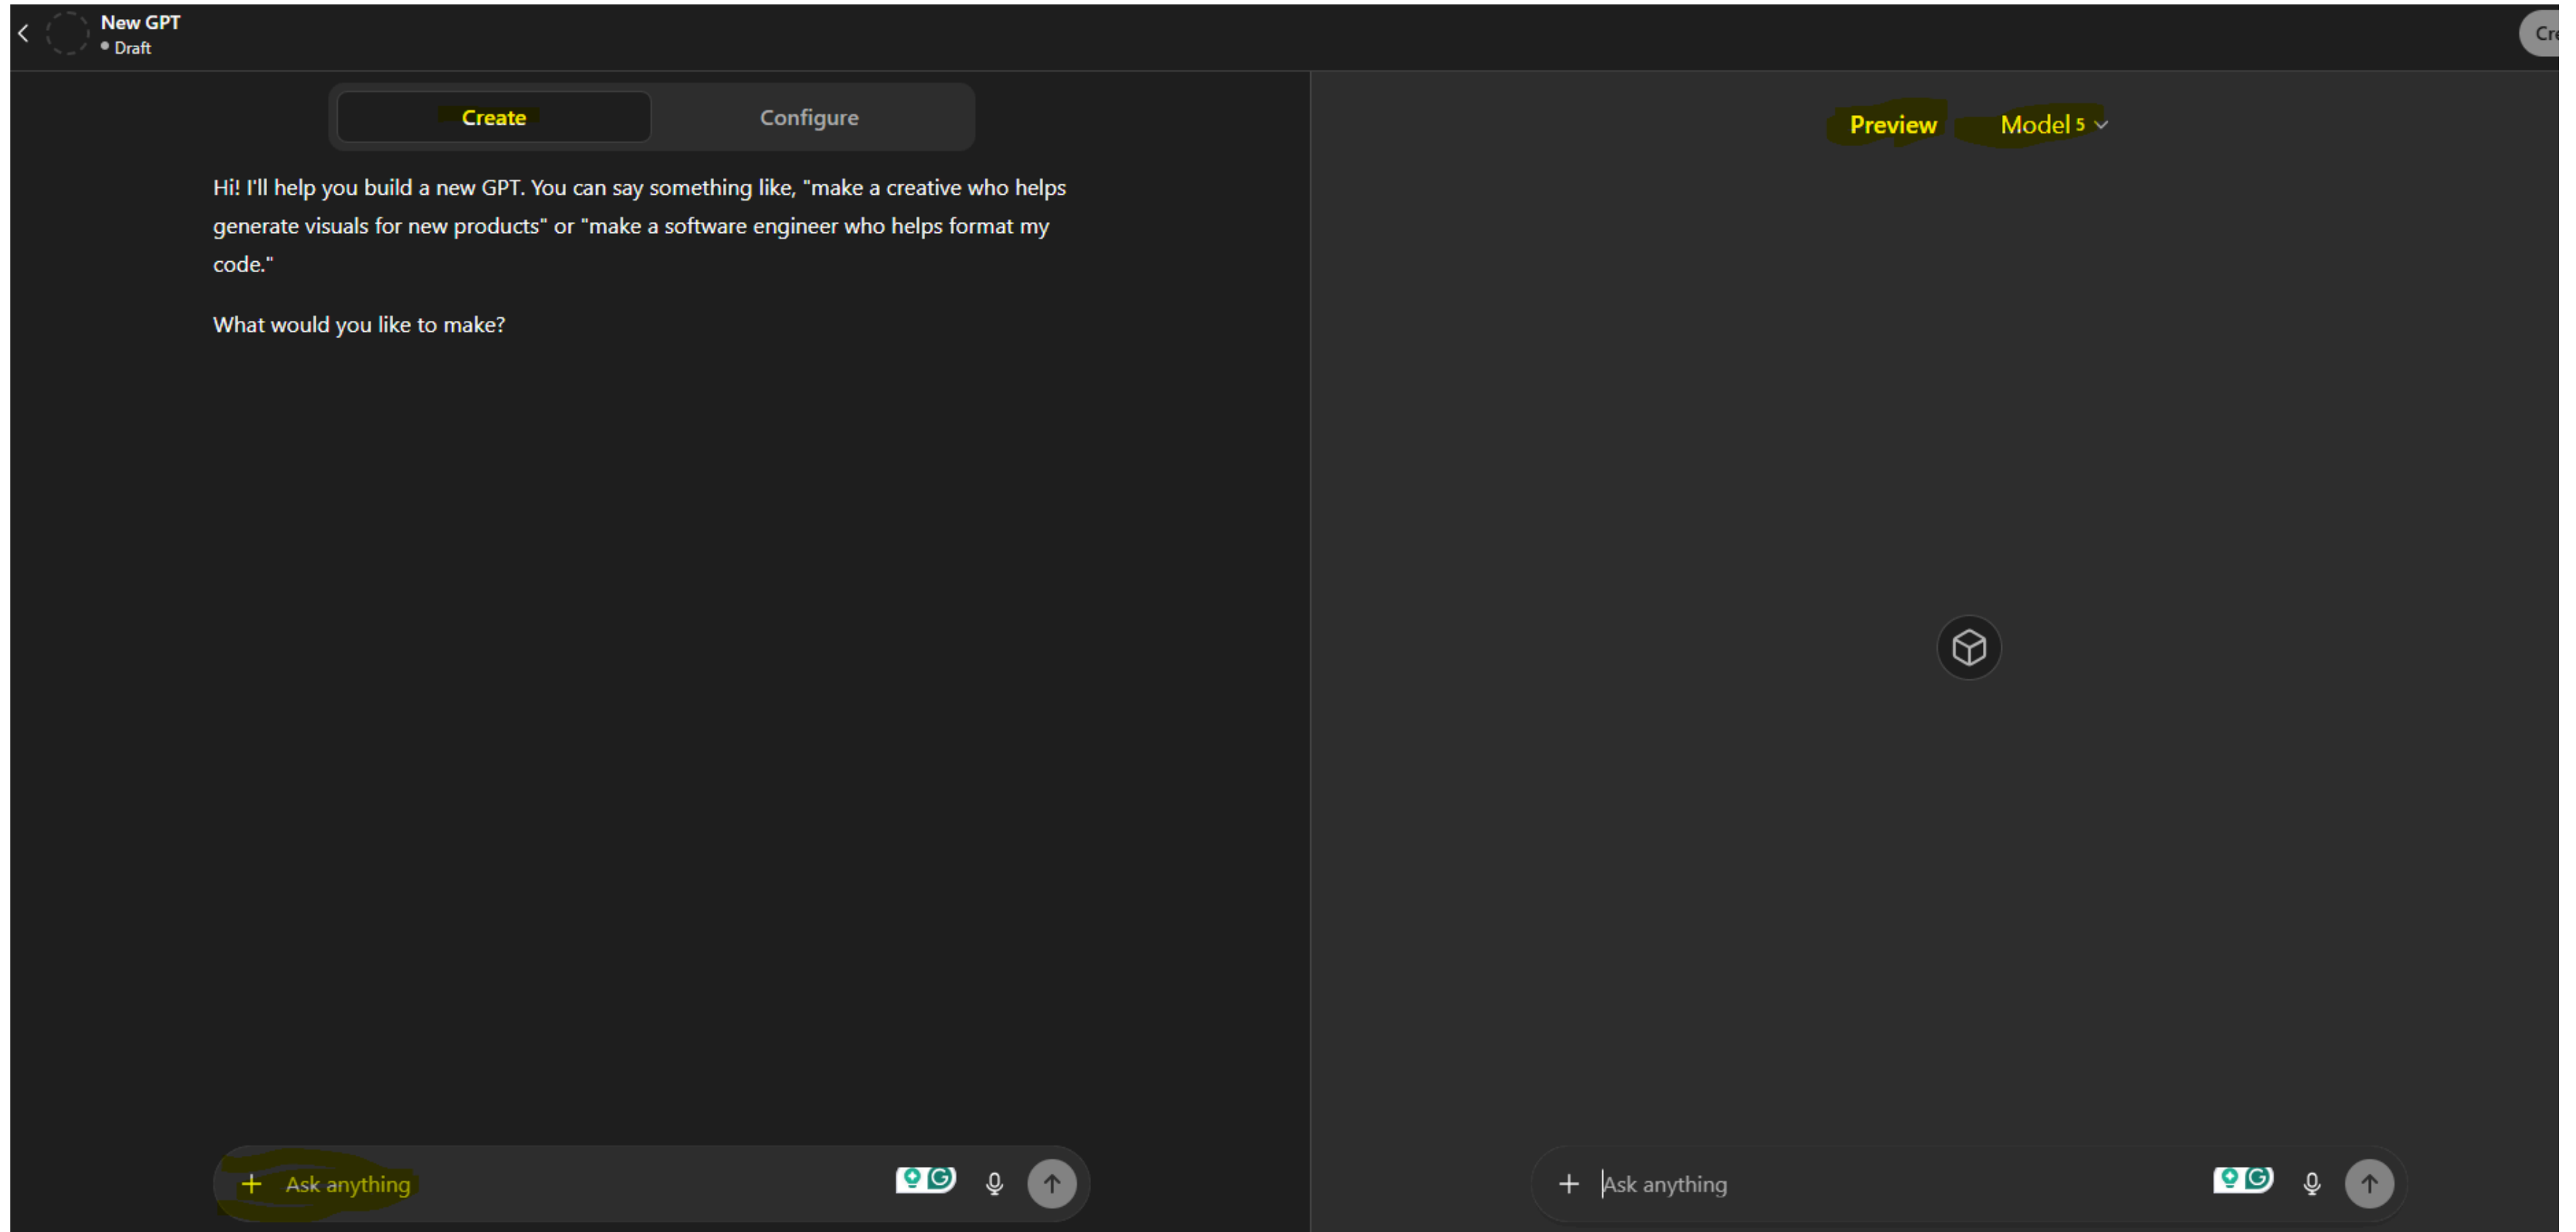 New GPT
Draft
Cre
Create
Configure
Hi! I'll help you build a new GPT. You can say something like, "make a creative who helps
generate visuals for new products" or "make a software engineer who helps format my
code."
What would you like to make?
Ask anything
Preview
Model 5
Ask anything